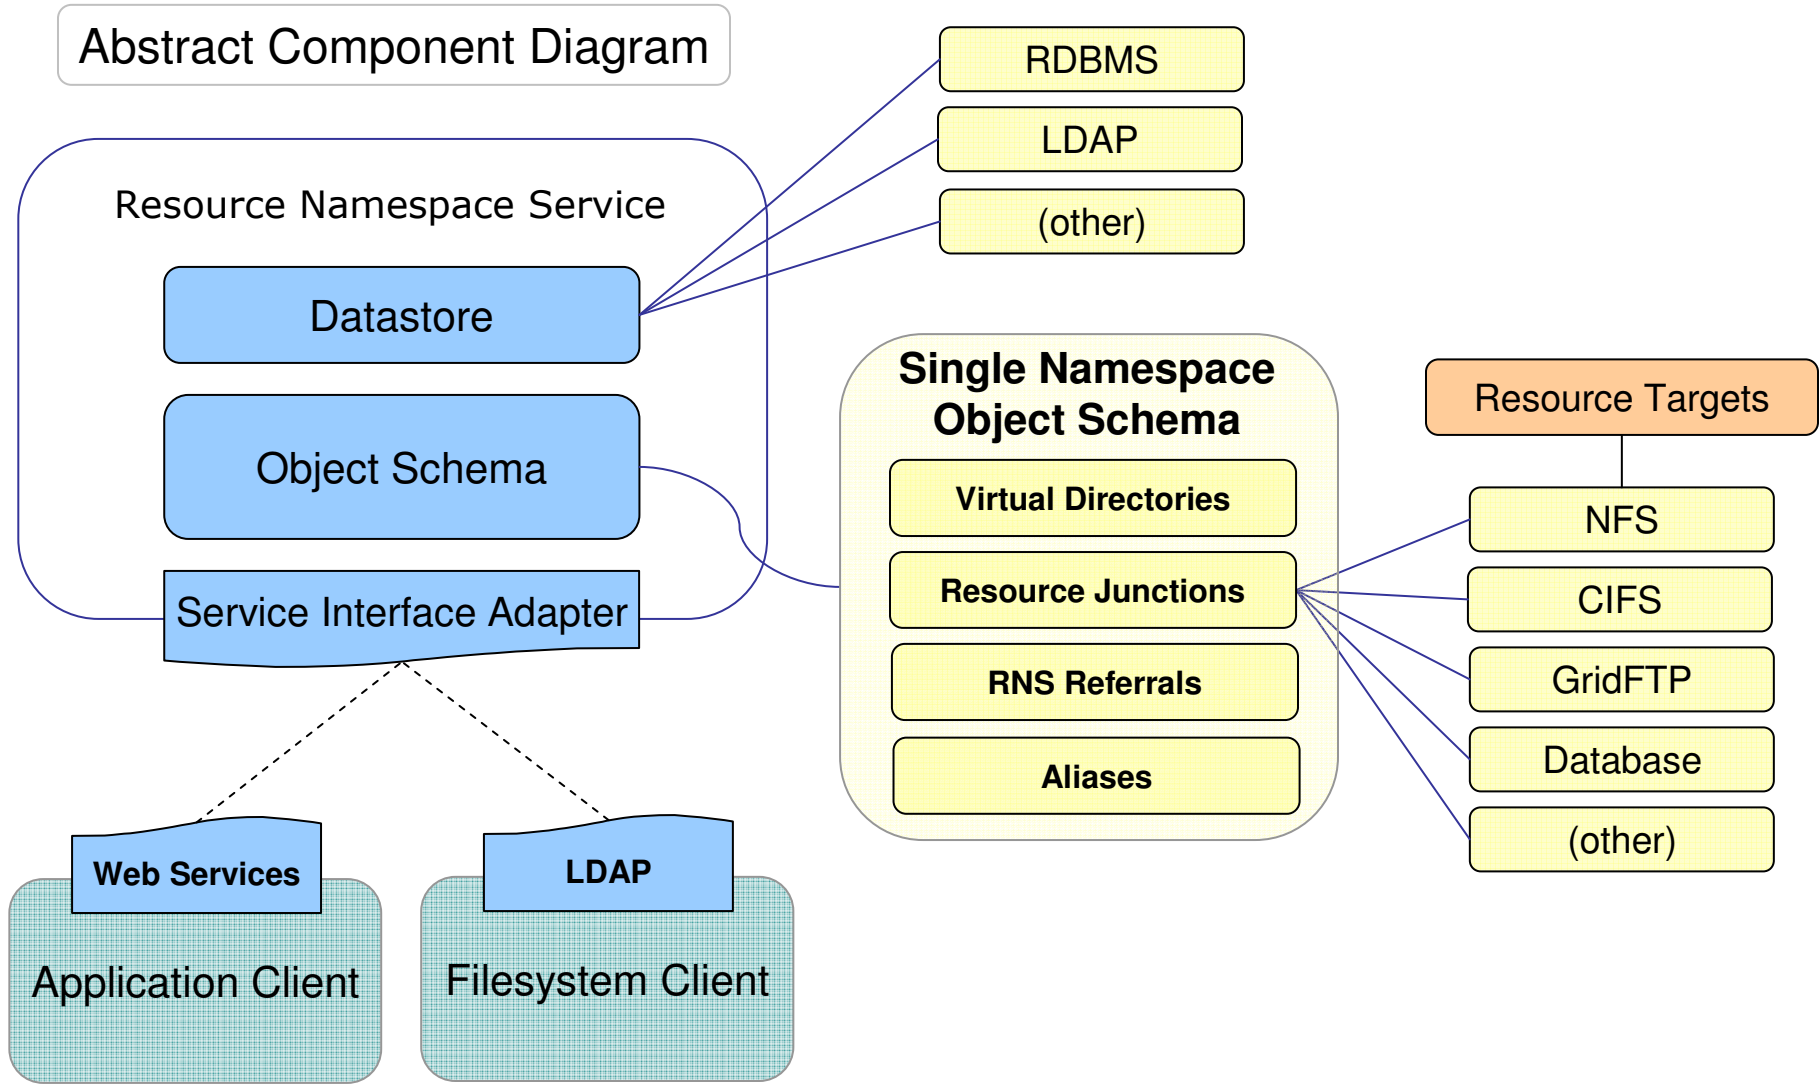 Abstract Component Diagram
RDBMS
LDAP
(other)
Resource Namespace Service
Datastore
Object Schema
Service Interface Adapter
Single Namespace
Object Schema
Virtual Directories
Resource Junctions
RNS Referrals
Aliases
Resource Targets
NFS
CIFS
GridFTP
Database
(other)
Web Services
Application Client
LDAP
Filesystem Client